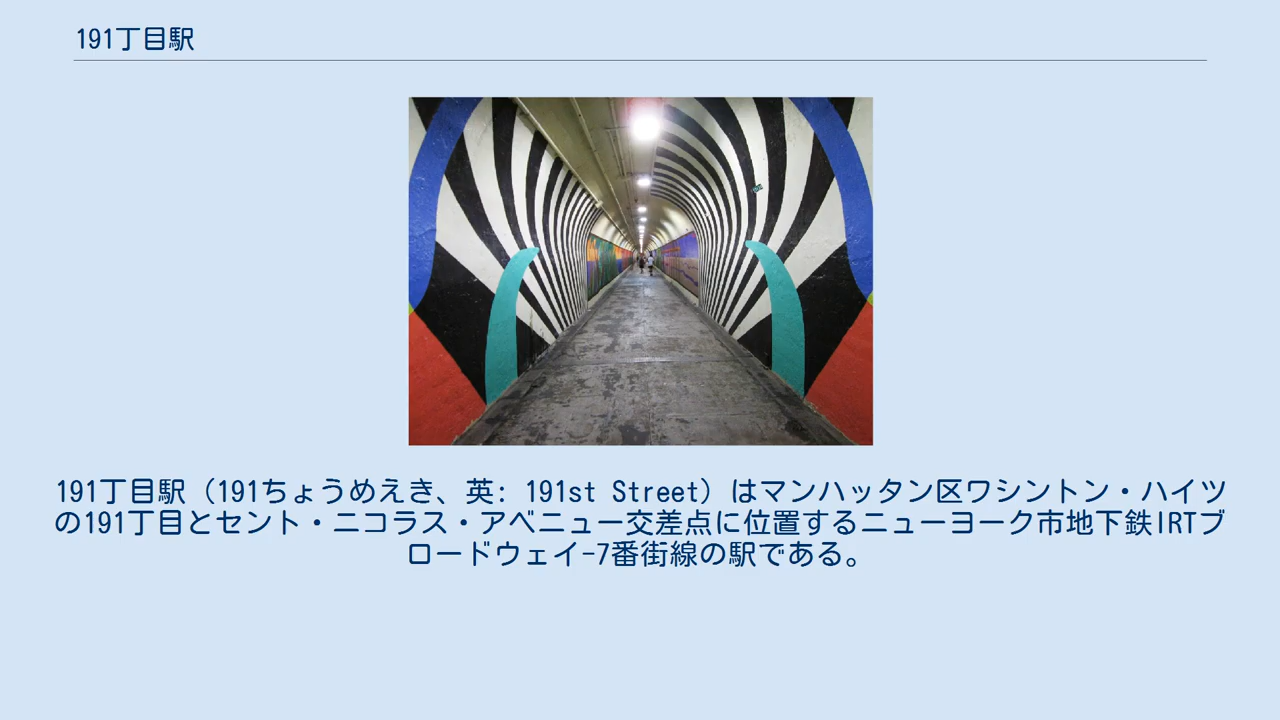 191丁目駅
191丁目駅（191ちょうめえき、英: 191st Street）はマンハッタン区ワシントン・ハイツ
の191丁目とセント・ニコラス・アベニュー交差点に位置するニューヨーク市地下鉄IRTブ
ロードウェイ-7番街線の駅である。